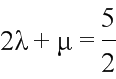 2λ + μ = 5/2